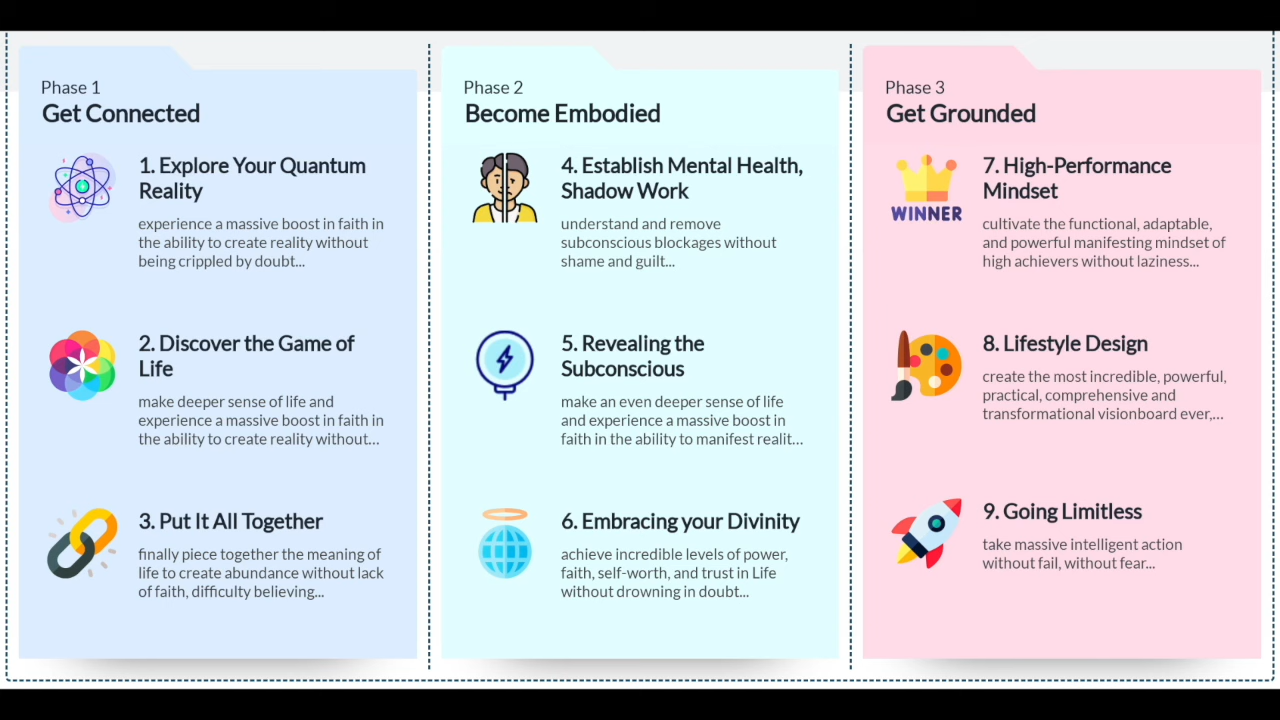 Phase 1
Get Connected
1. Explore Your Quantum
Reality
experience a massive boost in faith in
the ability to create reality without
being crippled by doubt...
2. Discover the Game of
Life
make deeper sense of life and
experience a massive boost in faith in
the ability to create reality without...
3. Put It All Together
finally piece together the meaning of
life to create abundance without lack
of faith, difficulty believing...
Phase 2
Become Embodied
4. Establish Mental Health,
Shadow Work
understand and remove
subconscious blockages without
shame and guilt...
5. Revealing the
Subconscious
make an even deeper sense of life
and experience a massive boost in
faith in the ability to manifest realit...
6. Embracing your Divinity
achieve incredible levels of power,
faith, self-worth, and trust in Life
without drowning in doubt...
Phase 3
Get Grounded
WINNER
7. High-Performance
Mindset
cultivate the functional, adaptable,
and powerful manifesting mindset of
high achievers without laziness...
8. Lifestyle Design
create the most incredible, powerful,
practical, comprehensive and
transformational visionboard ever,...
9. Going Limitless
take massive intelligent action
without fail, without fear...